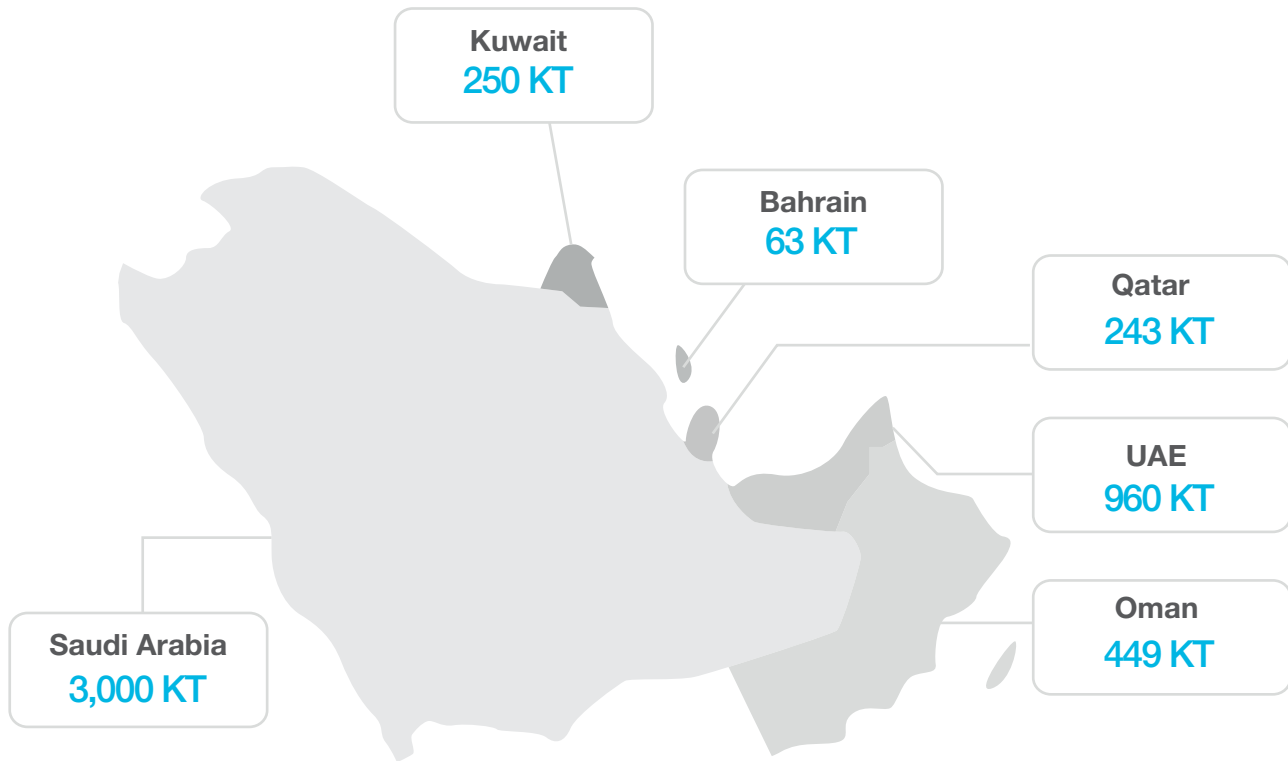 Kuwait
250 KT
Bahrain
63 KT
Qatar
243 KT
UAE
960 KT
Oman
449 KT
Saudi Arabia
3,000 KT